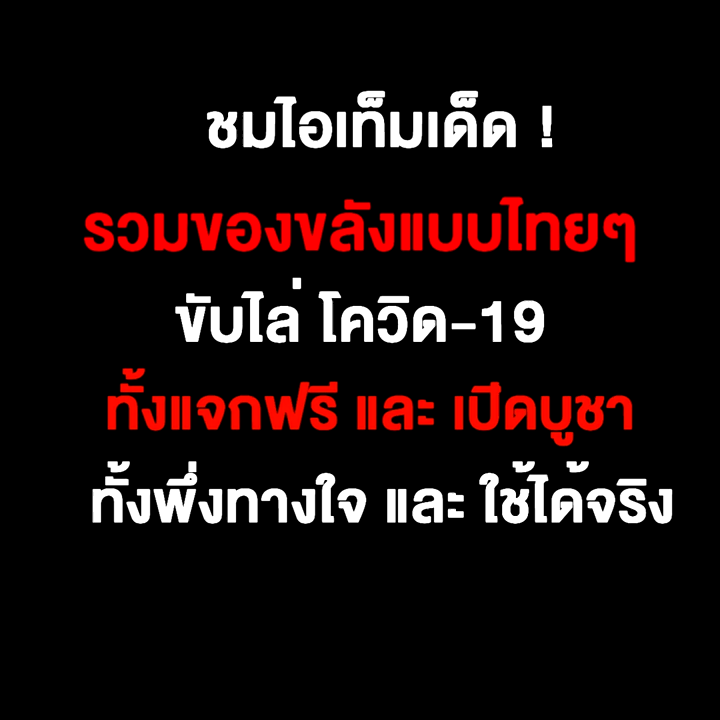 ชมไอเท็มเด็ด !
รวมของขลังแบบไทยๆ
ขับไล่ โควิด-19
ทั้งแจกฟรี และ เปิดบูชา
ทั้งพึ่งทางใจ และ ใช้ได้จริง